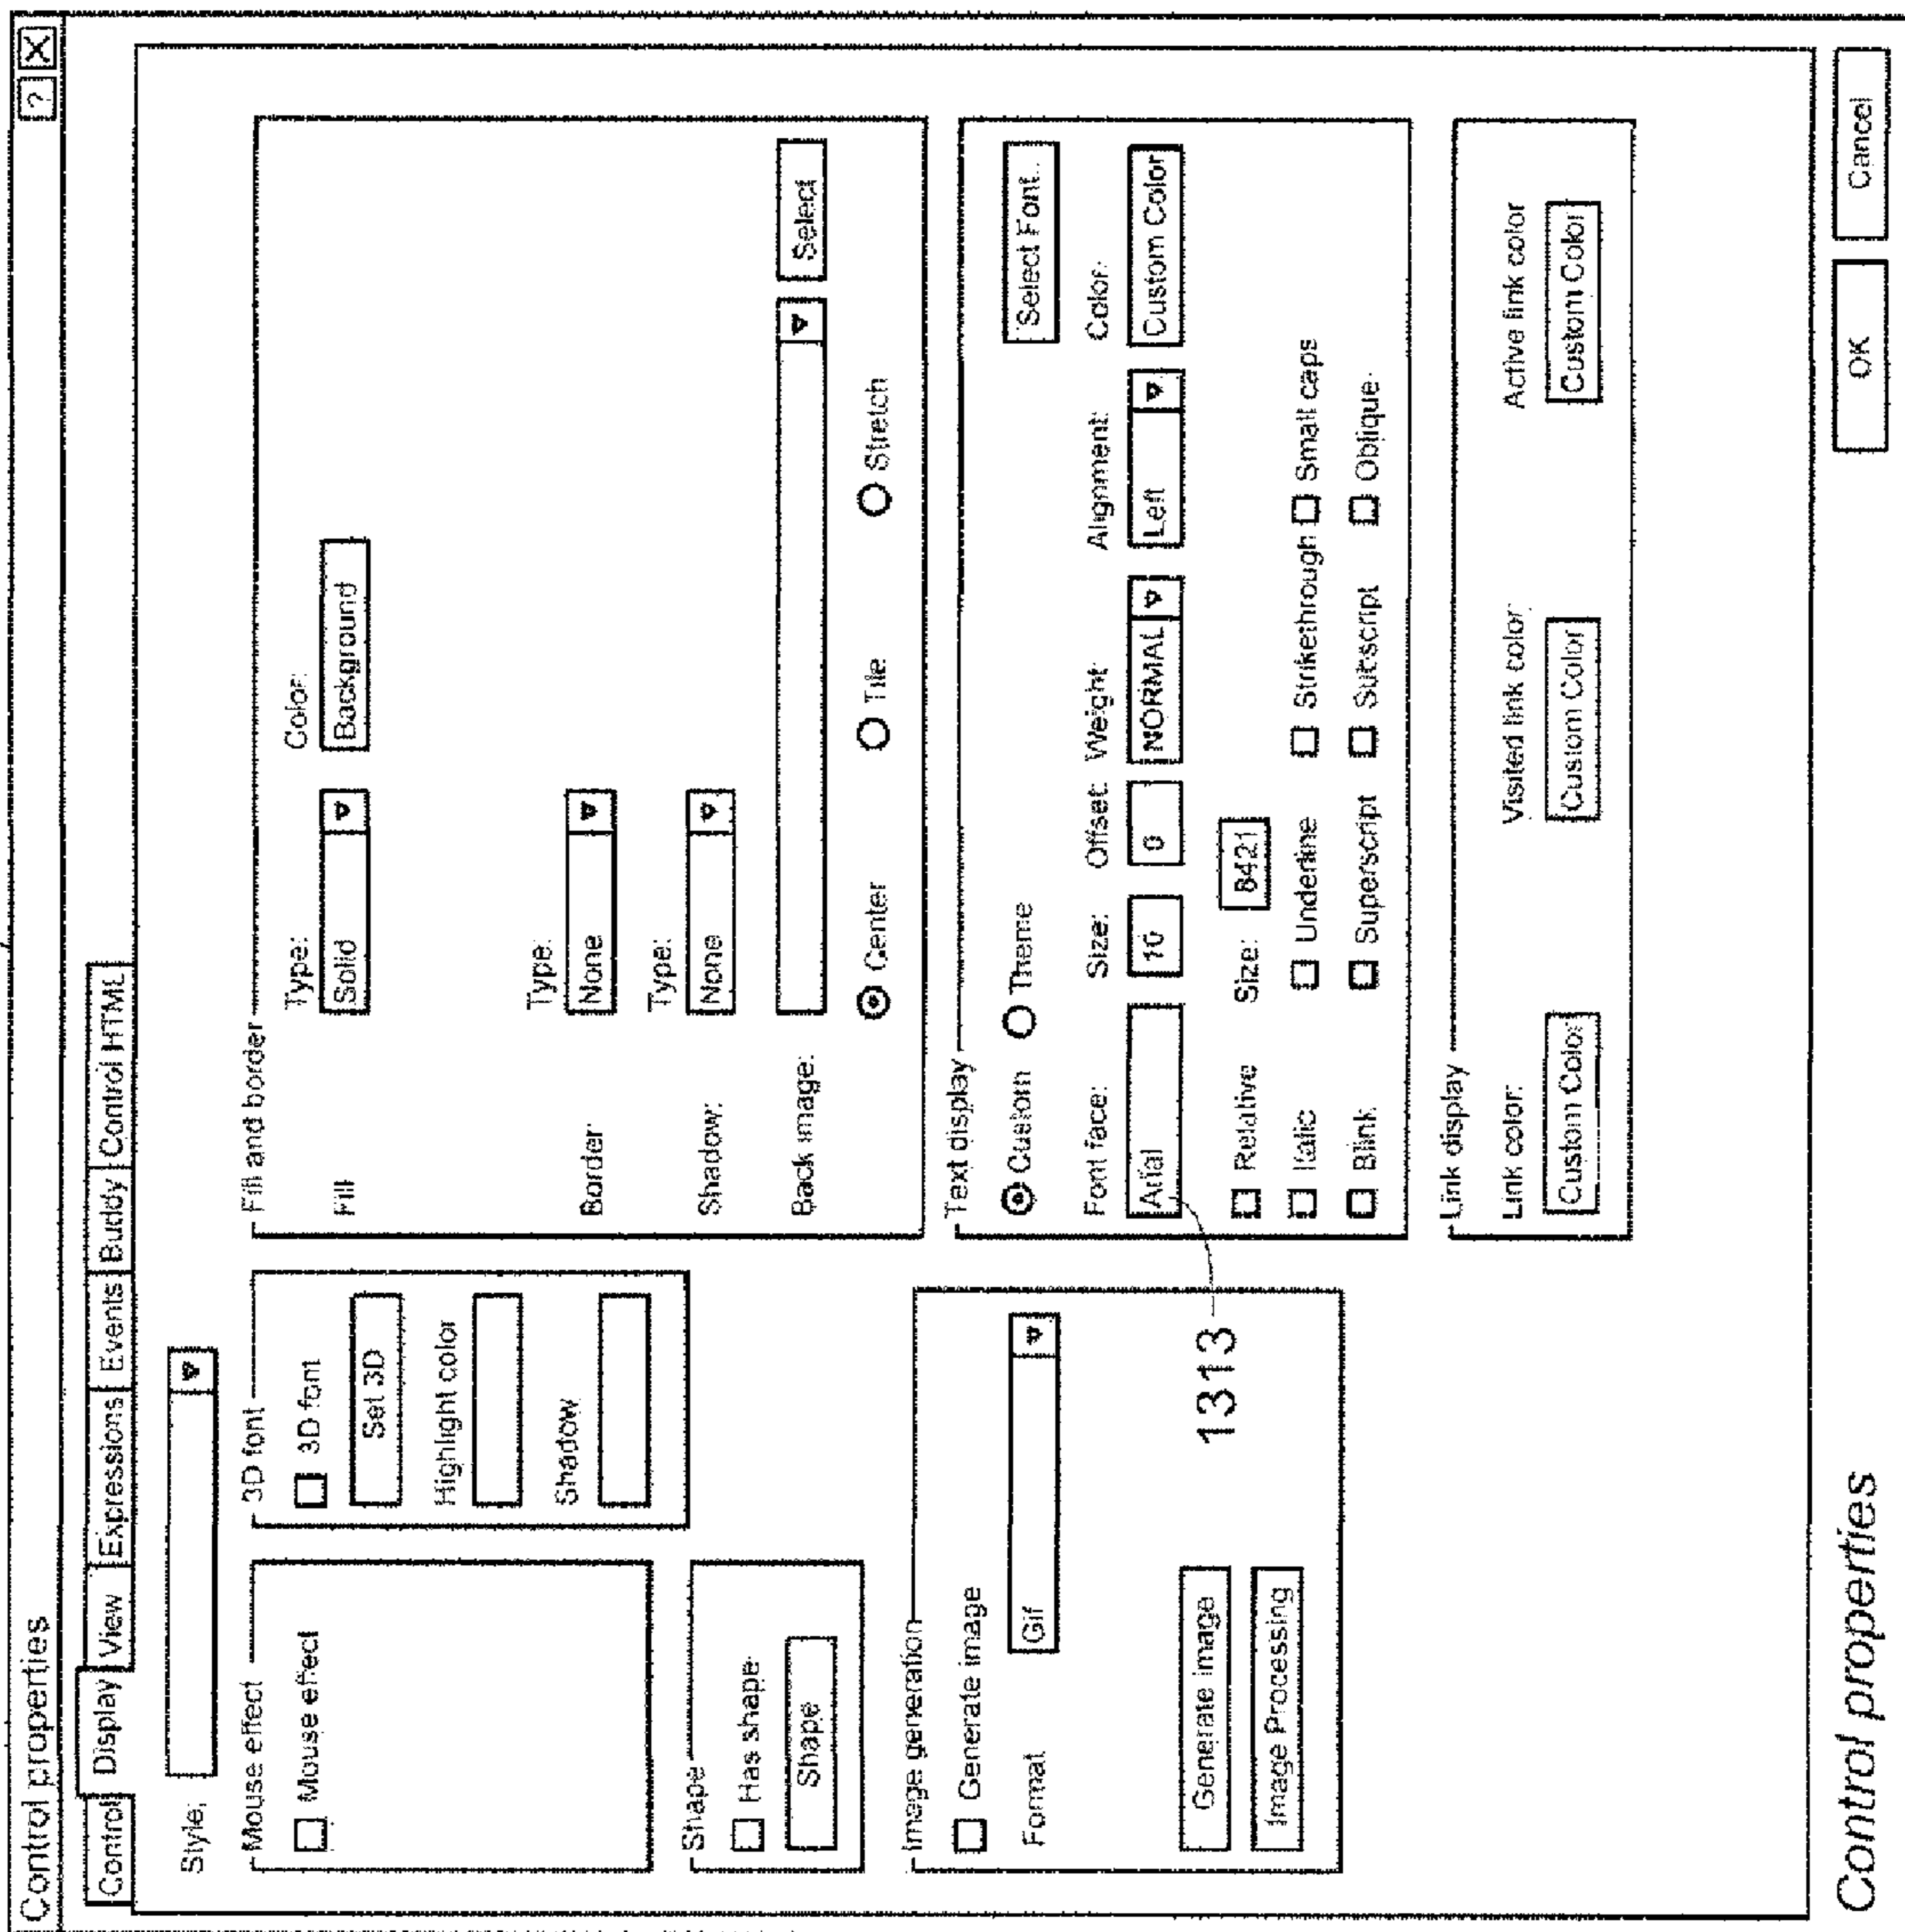 Control properties
? X
Control Display View Expressions Events Buddy Control HTML
Style:
Mouse effect
Mouse effect
3D font
3D font
Set 3D
Highlight color
Shadow
Shape
Has shape
Shape
Image generation
Generate image
Format Gif
Generate image
Image Processing
1313
Fill and border
Type: Color:
Fill Solid Background
Type:
Border: None
Type:
Shadow: None
Back image: Select
Center Tile Stretch
Text display
Custom Theme Select Font...
Font face: Size: Offset: Weight: Alignment: Color:
Arial 10 0 NORMAL Left Custom Color
Relative Size: 8421
Italic Underline Strikethrough Small caps
Blink Superscript Subscript Oblique
Link display
Link color: Visited link color Active link color
Custom Color Custom Color Custom Color
OK Cancel
Control properties